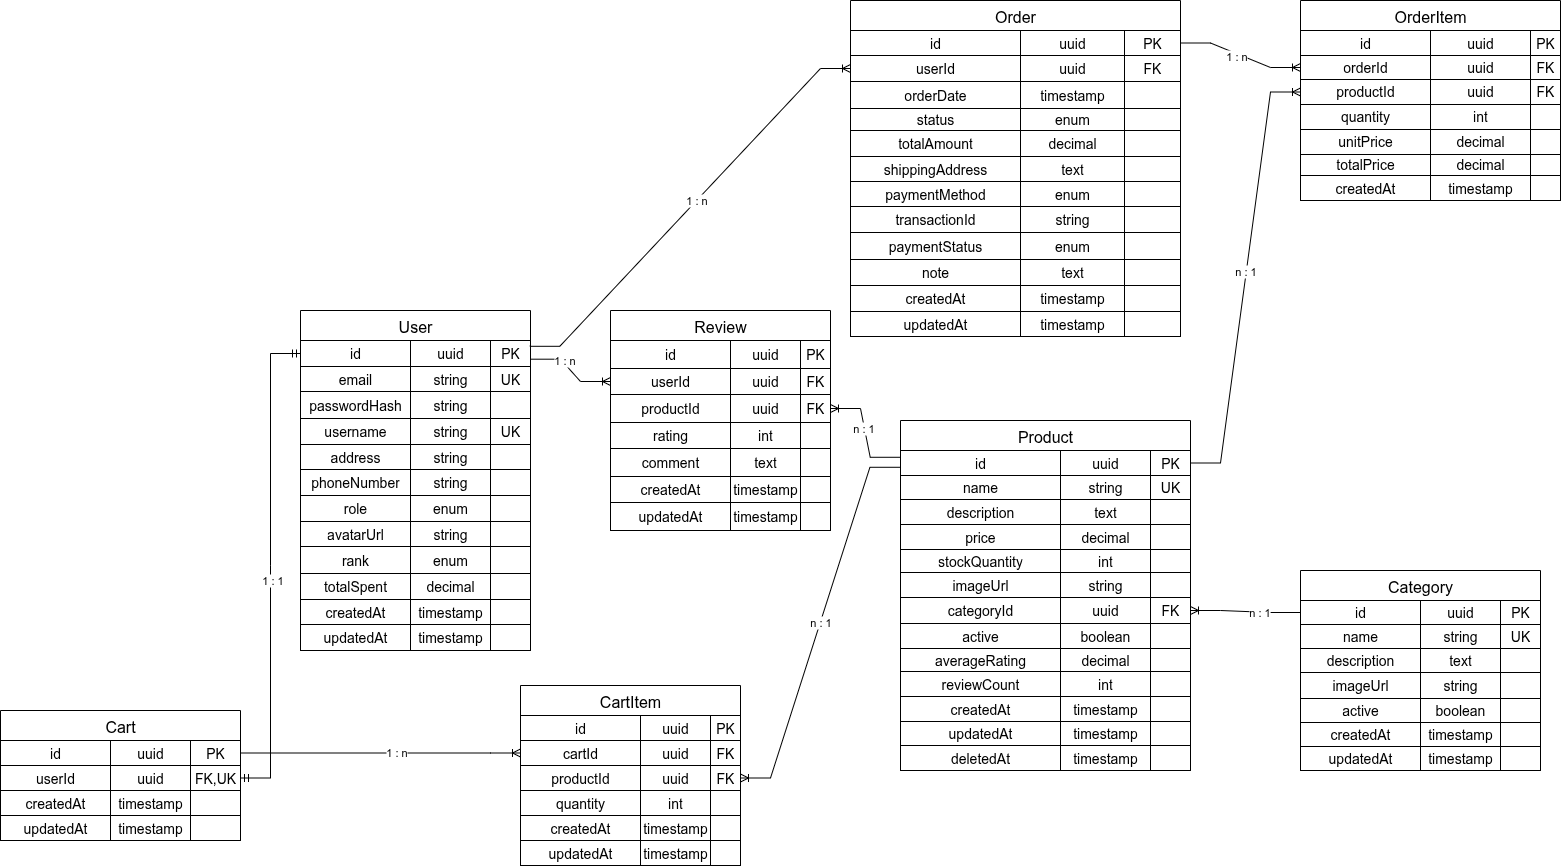 Order
id uuid PK
userId uuid FK
orderDate timestamp
status enum
totalAmount decimal
shippingAddress text
paymentMethod enum
transactionId string
paymentStatus enum
note text
createdAt timestamp
updatedAt timestamp
OrderItem
id uuid PK
orderId uuid FK
productId uuid FK
quantity int
unitPrice decimal
totalPrice decimal
createdAt timestamp
1 : n
1 : n
n : 1
User
id uuid PK
email string UK
passwordHash string
username string UK
address string
phoneNumber string
role enum
avatarUrl string
rank enum
totalSpent decimal
createdAt timestamp
updatedAt timestamp
1 : n
Review
id uuid PK
userId uuid FK
productId uuid FK
rating int
comment text
createdAt timestamp
updatedAt timestamp
n : 1
Product
id uuid PK
name string UK
description text
price decimal
stockQuantity int
imageUrl string
categoryId uuid FK
active boolean
averageRating decimal
reviewCount int
createdAt timestamp
updatedAt timestamp
deletedAt timestamp
n : 1
Category
id uuid PK
name string UK
description text
imageUrl string
active boolean
createdAt timestamp
updatedAt timestamp
1 : 1
n : 1
Cart
id uuid PK
userId uuid FK,UK
createdAt timestamp
updatedAt timestamp
1 : n
CartItem
id uuid PK
cartId uuid FK
productId uuid FK
quantity int
createdAt timestamp
updatedAt timestamp